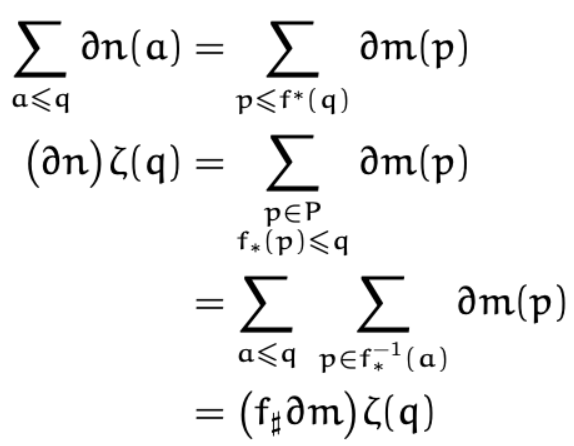 ∑_{a⩽q} ∂n(a) = ∑_{p⩽f*(q)} ∂m(p)
(∂n)ζ(q) = ∑_{p∈P f_*(p)⩽q} ∂m(p)
= ∑_{a⩽q} ∑_{p∈f_*^{-1}(a)} ∂m(p)
= (f_♯∂m)ζ(q)